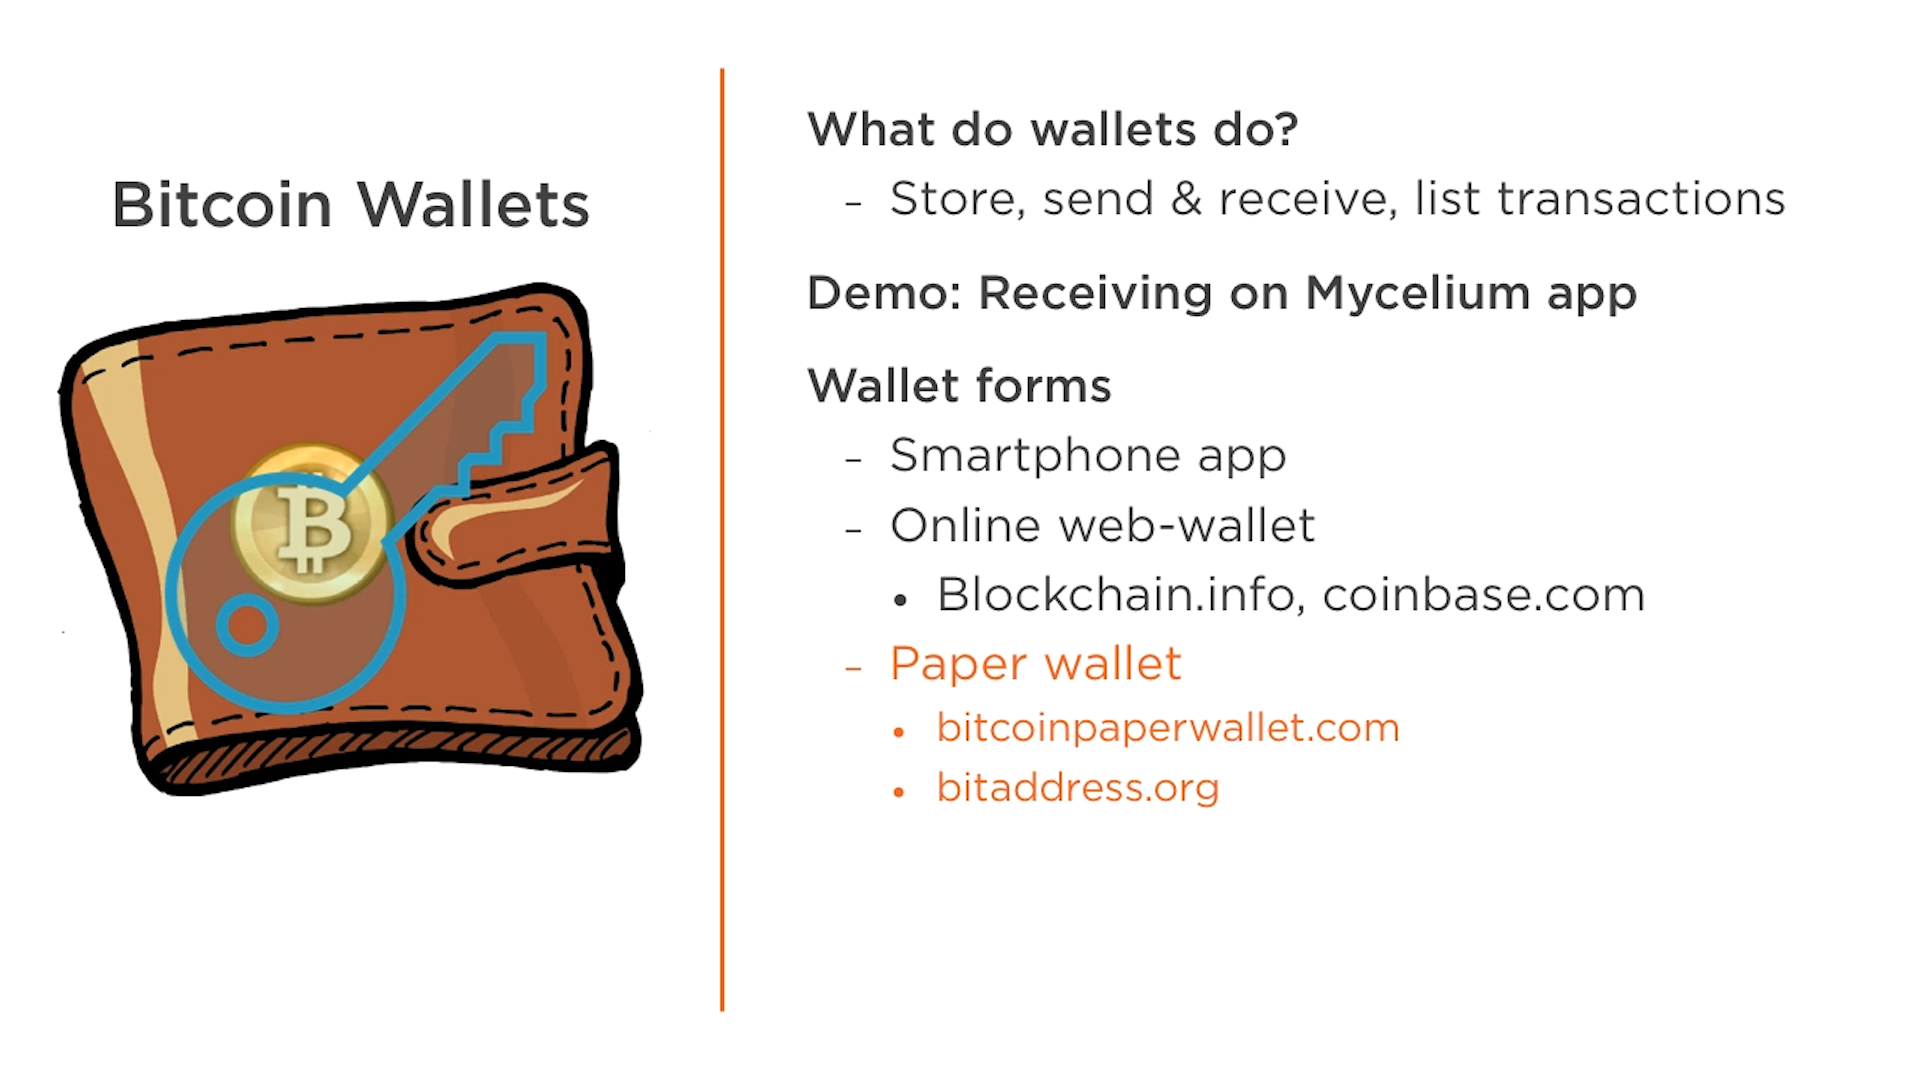 Bitcoin Wallets
What do wallets do?
– Store, send & receive, list transactions
Demo: Receiving on Mycelium app
Wallet forms
– Smartphone app
– Online web-wallet
• Blockchain.info, coinbase.com
– Paper wallet
• bitcoinpaperwallet.com
• bitaddress.org